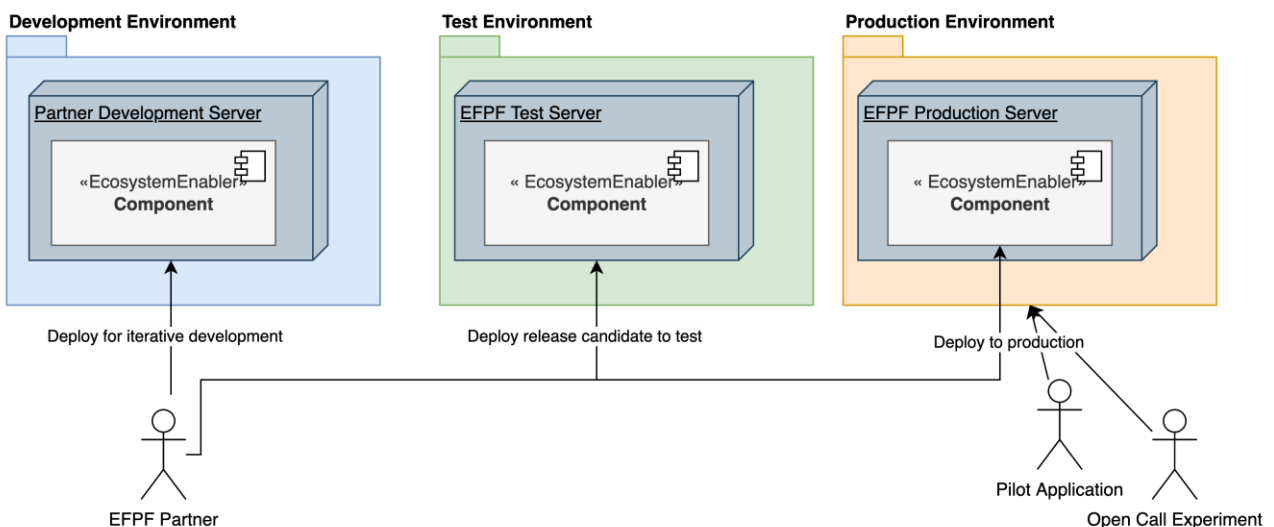 Development Environment
Test Environment
Production Environment
Partner Development Server
EFPF Test Server
EFPF Production Server
«EcosystemEnabler»
Component
« EcosystemEnabler»
Component
« EcosystemEnabler»
Component
Deploy for iterative development
Deploy release candidate to test
Deploy to production
EFPF Partner
Pilot Application
Open Call Experiment